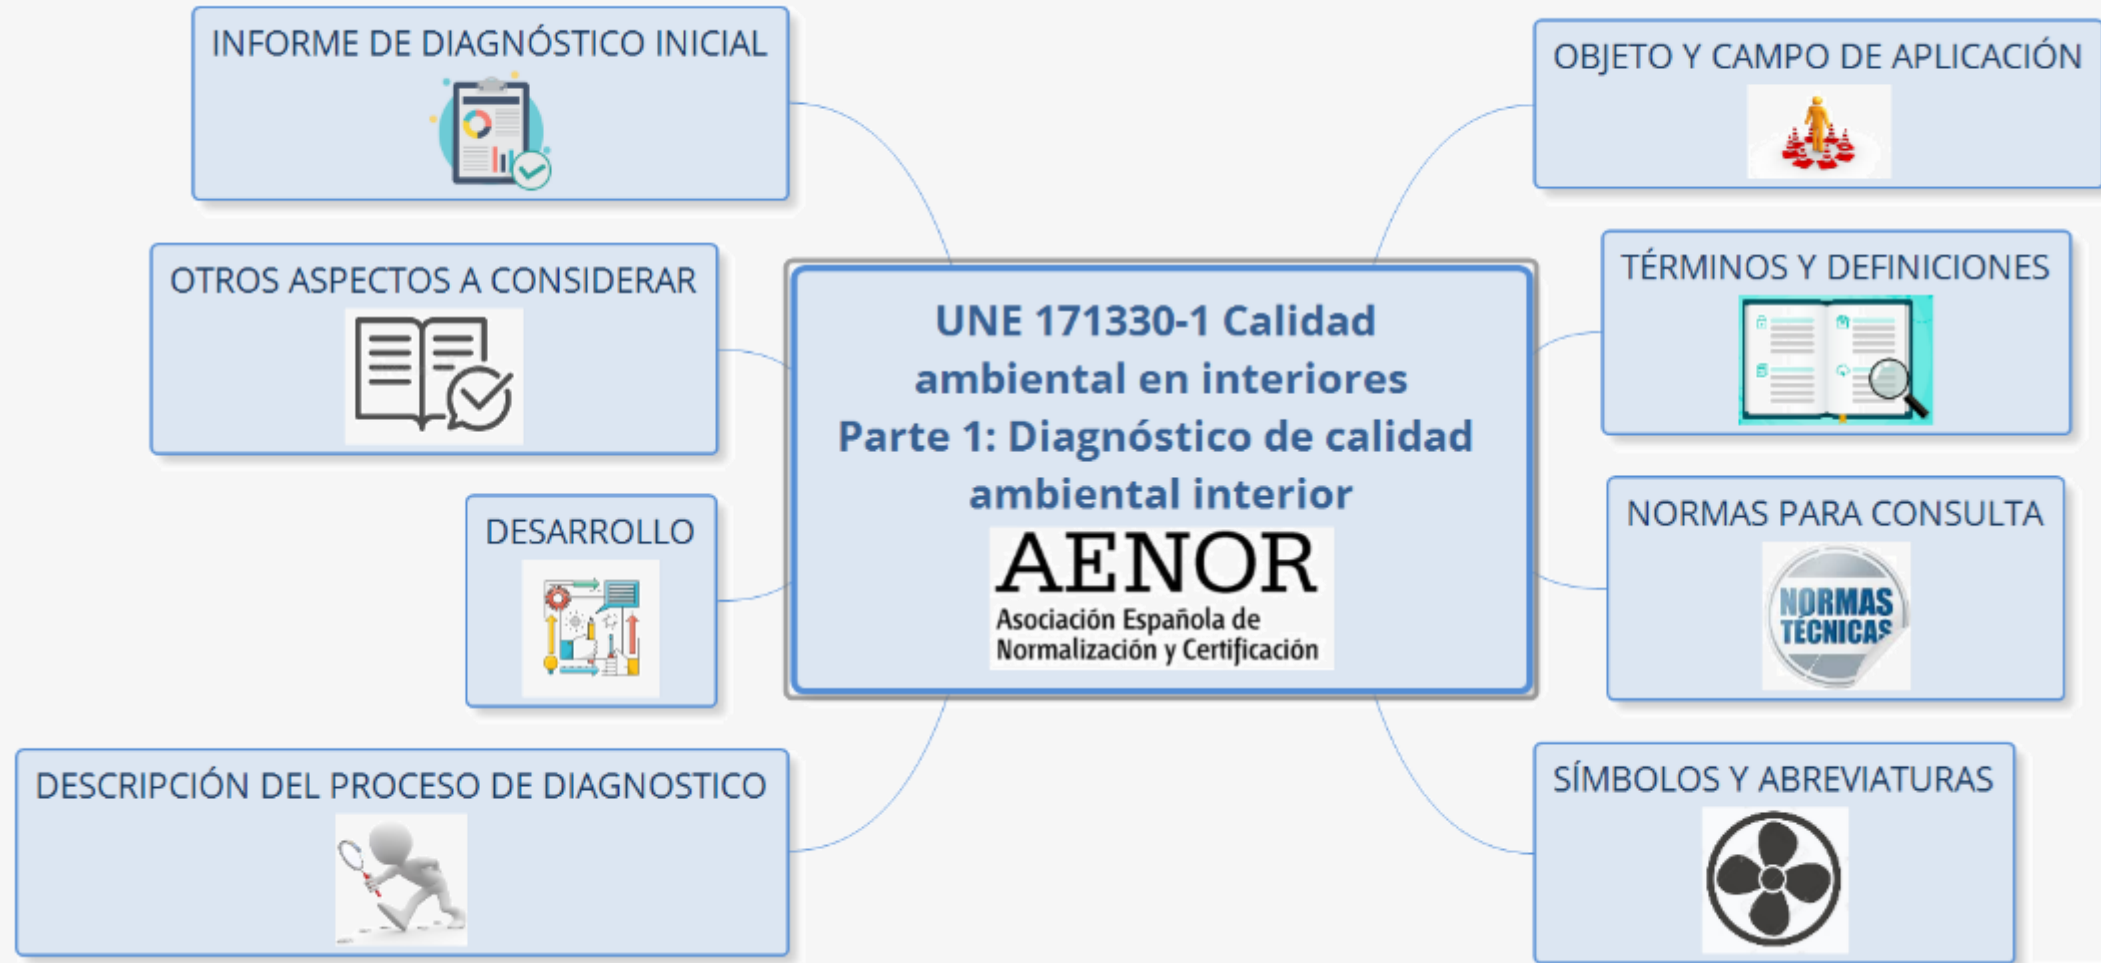 INFORME DE DIAGNÓSTICO INICIAL
OTROS ASPECTOS A CONSIDERAR
DESARROLLO
DESCRIPCIÓN DEL PROCESO DE DIAGNOSTICO
UNE 171330-1 Calidad
ambiental en interiores
Parte 1: Diagnóstico de calidad
ambiental interior
AENOR
Asociación Española de
Normalización y Certificación
OBJETO Y CAMPO DE APLICACIÓN
TÉRMINOS Y DEFINICIONES
NORMAS PARA CONSULTA
NORMAS
TÉCNICAS
SÍMBOLOS Y ABREVIATURAS